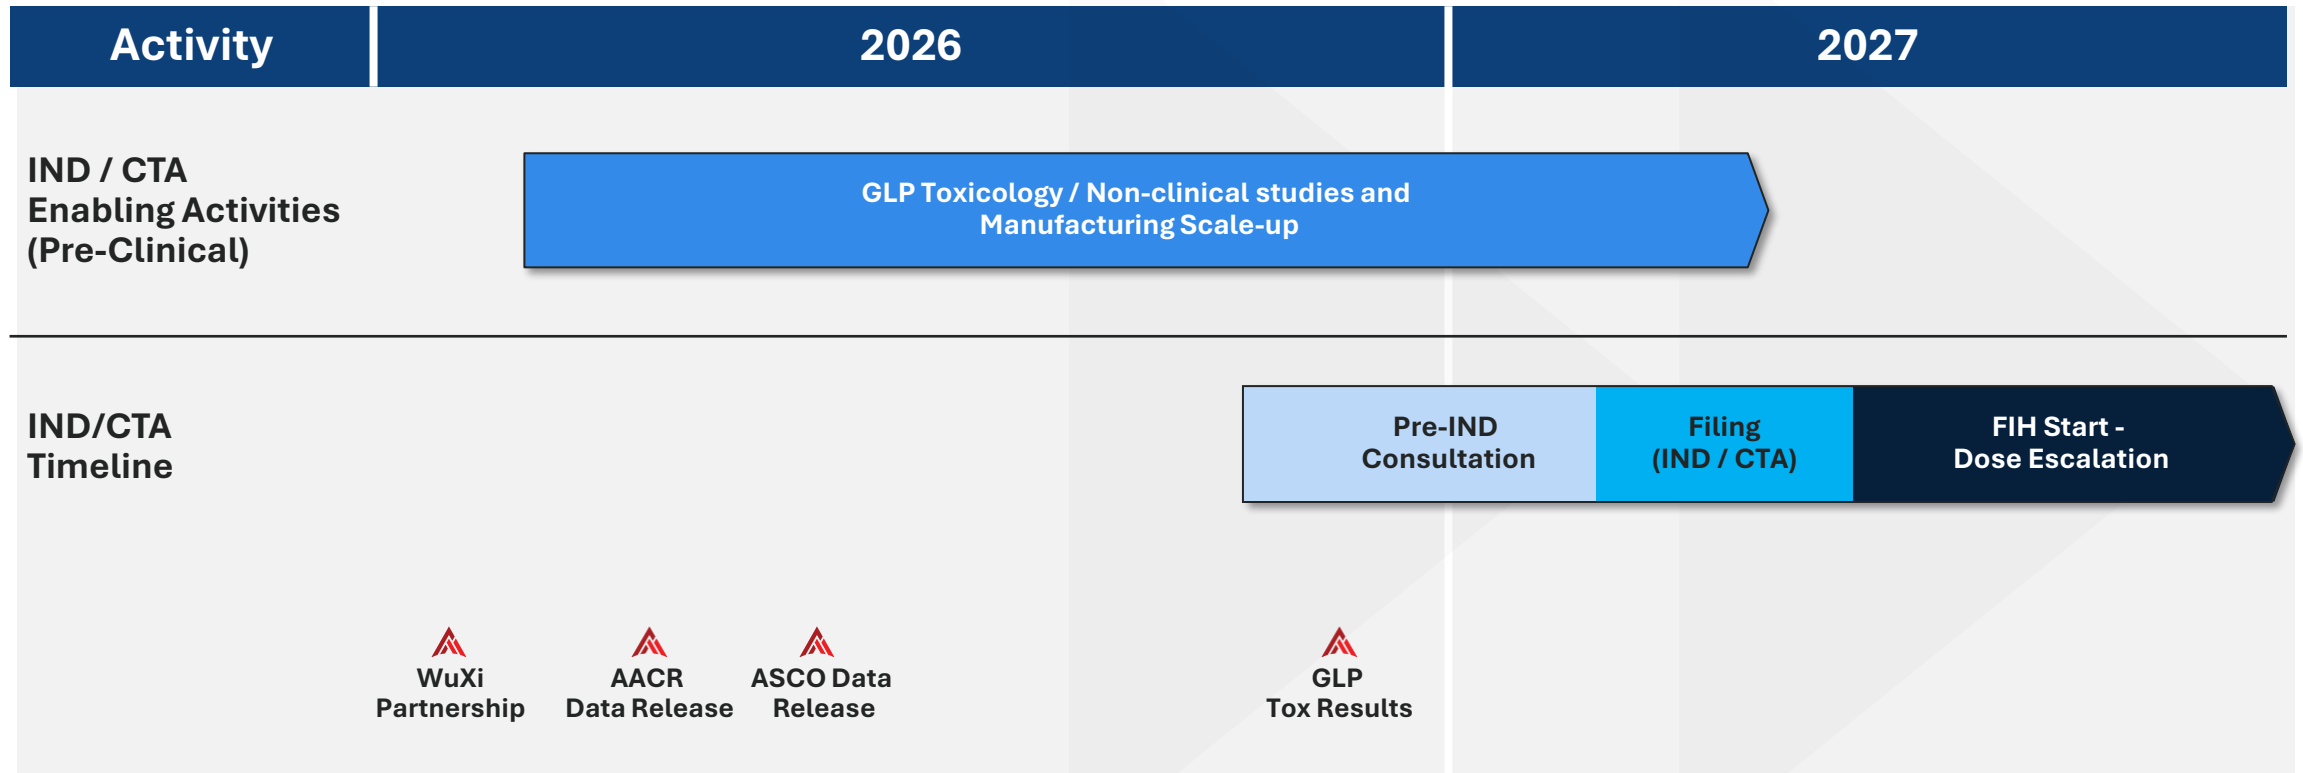 Activity
2026
2027
IND / CTA
Enabling Activities
(Pre-Clinical)
GLP Toxicology / Non-clinical studies and
Manufacturing Scale-up
IND/CTA
Timeline
Pre-IND
Consultation
Filing
(IND / CTA)
FIH Start -
Dose Escalation
WuXi
Partnership
AACR
Data Release
ASCO Data
Release
GLP
Tox Results